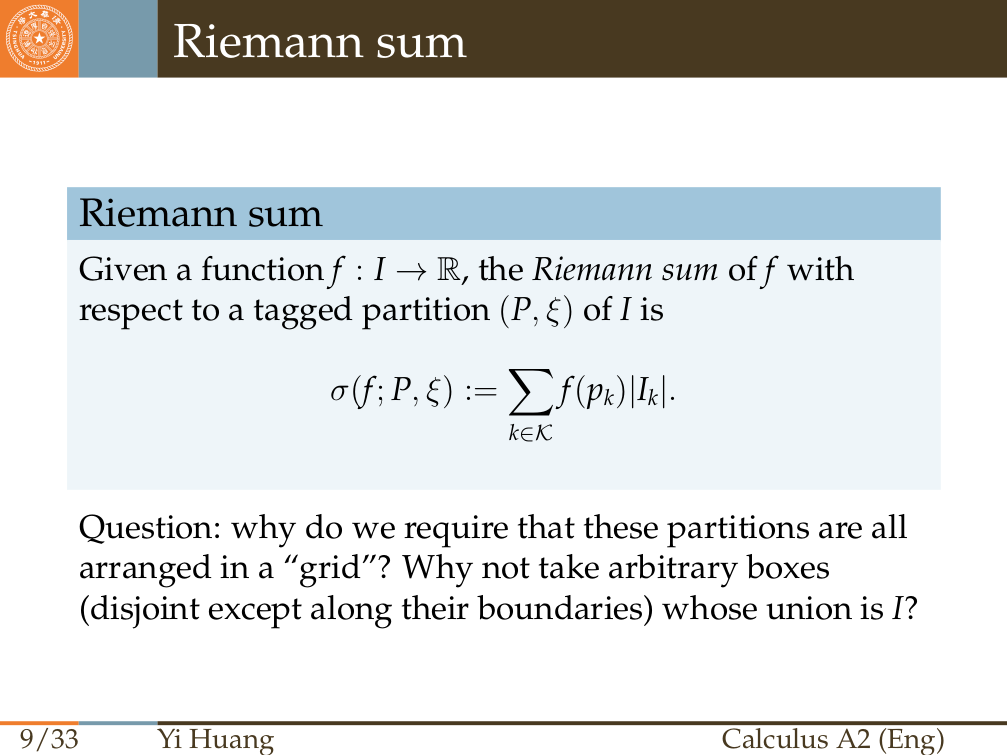 Riemann sum
Riemann sum
Given a function f : I → ℝ, the Riemann sum of f with
respect to a tagged partition (P, ξ) of I is
σ(f; P, ξ) := ∑ f(pₖ)|Iₖ|.
k∈𝒦
Question: why do we require that these partitions are all
arranged in a “grid”? Why not take arbitrary boxes
(disjoint except along their boundaries) whose union is I?
9/33 Yi Huang Calculus A2 (Eng)